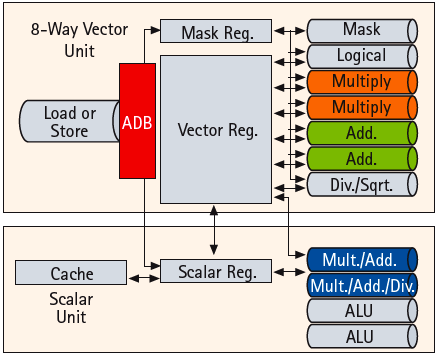 8-Way Vector
Unit
Mask Reg.
Mask
Logical
Multiply
Multiply
Add.
Add.
Div./Sqrt.
Load or
Store
ADB
Vector Reg.
Cache
Scalar
Unit
Scalar Reg.
Mult./Add.
Mult./Add./Div.
ALU
ALU